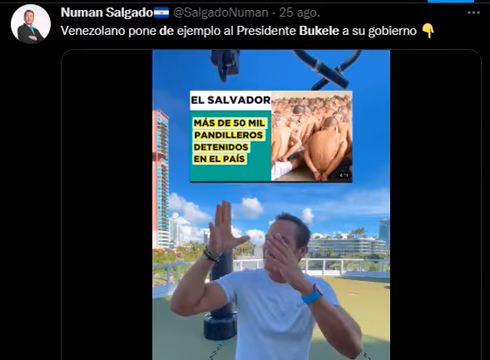 Numan Salgado🇸🇻 @SalgadoNuman · 25 ago.
Venezolano pone de ejemplo al Presidente Bukele a su gobierno 👇
EL SALVADOR
MÁS DE 50 MIL
PANDILLEROS
DETENIDOS
EN EL PAÍS